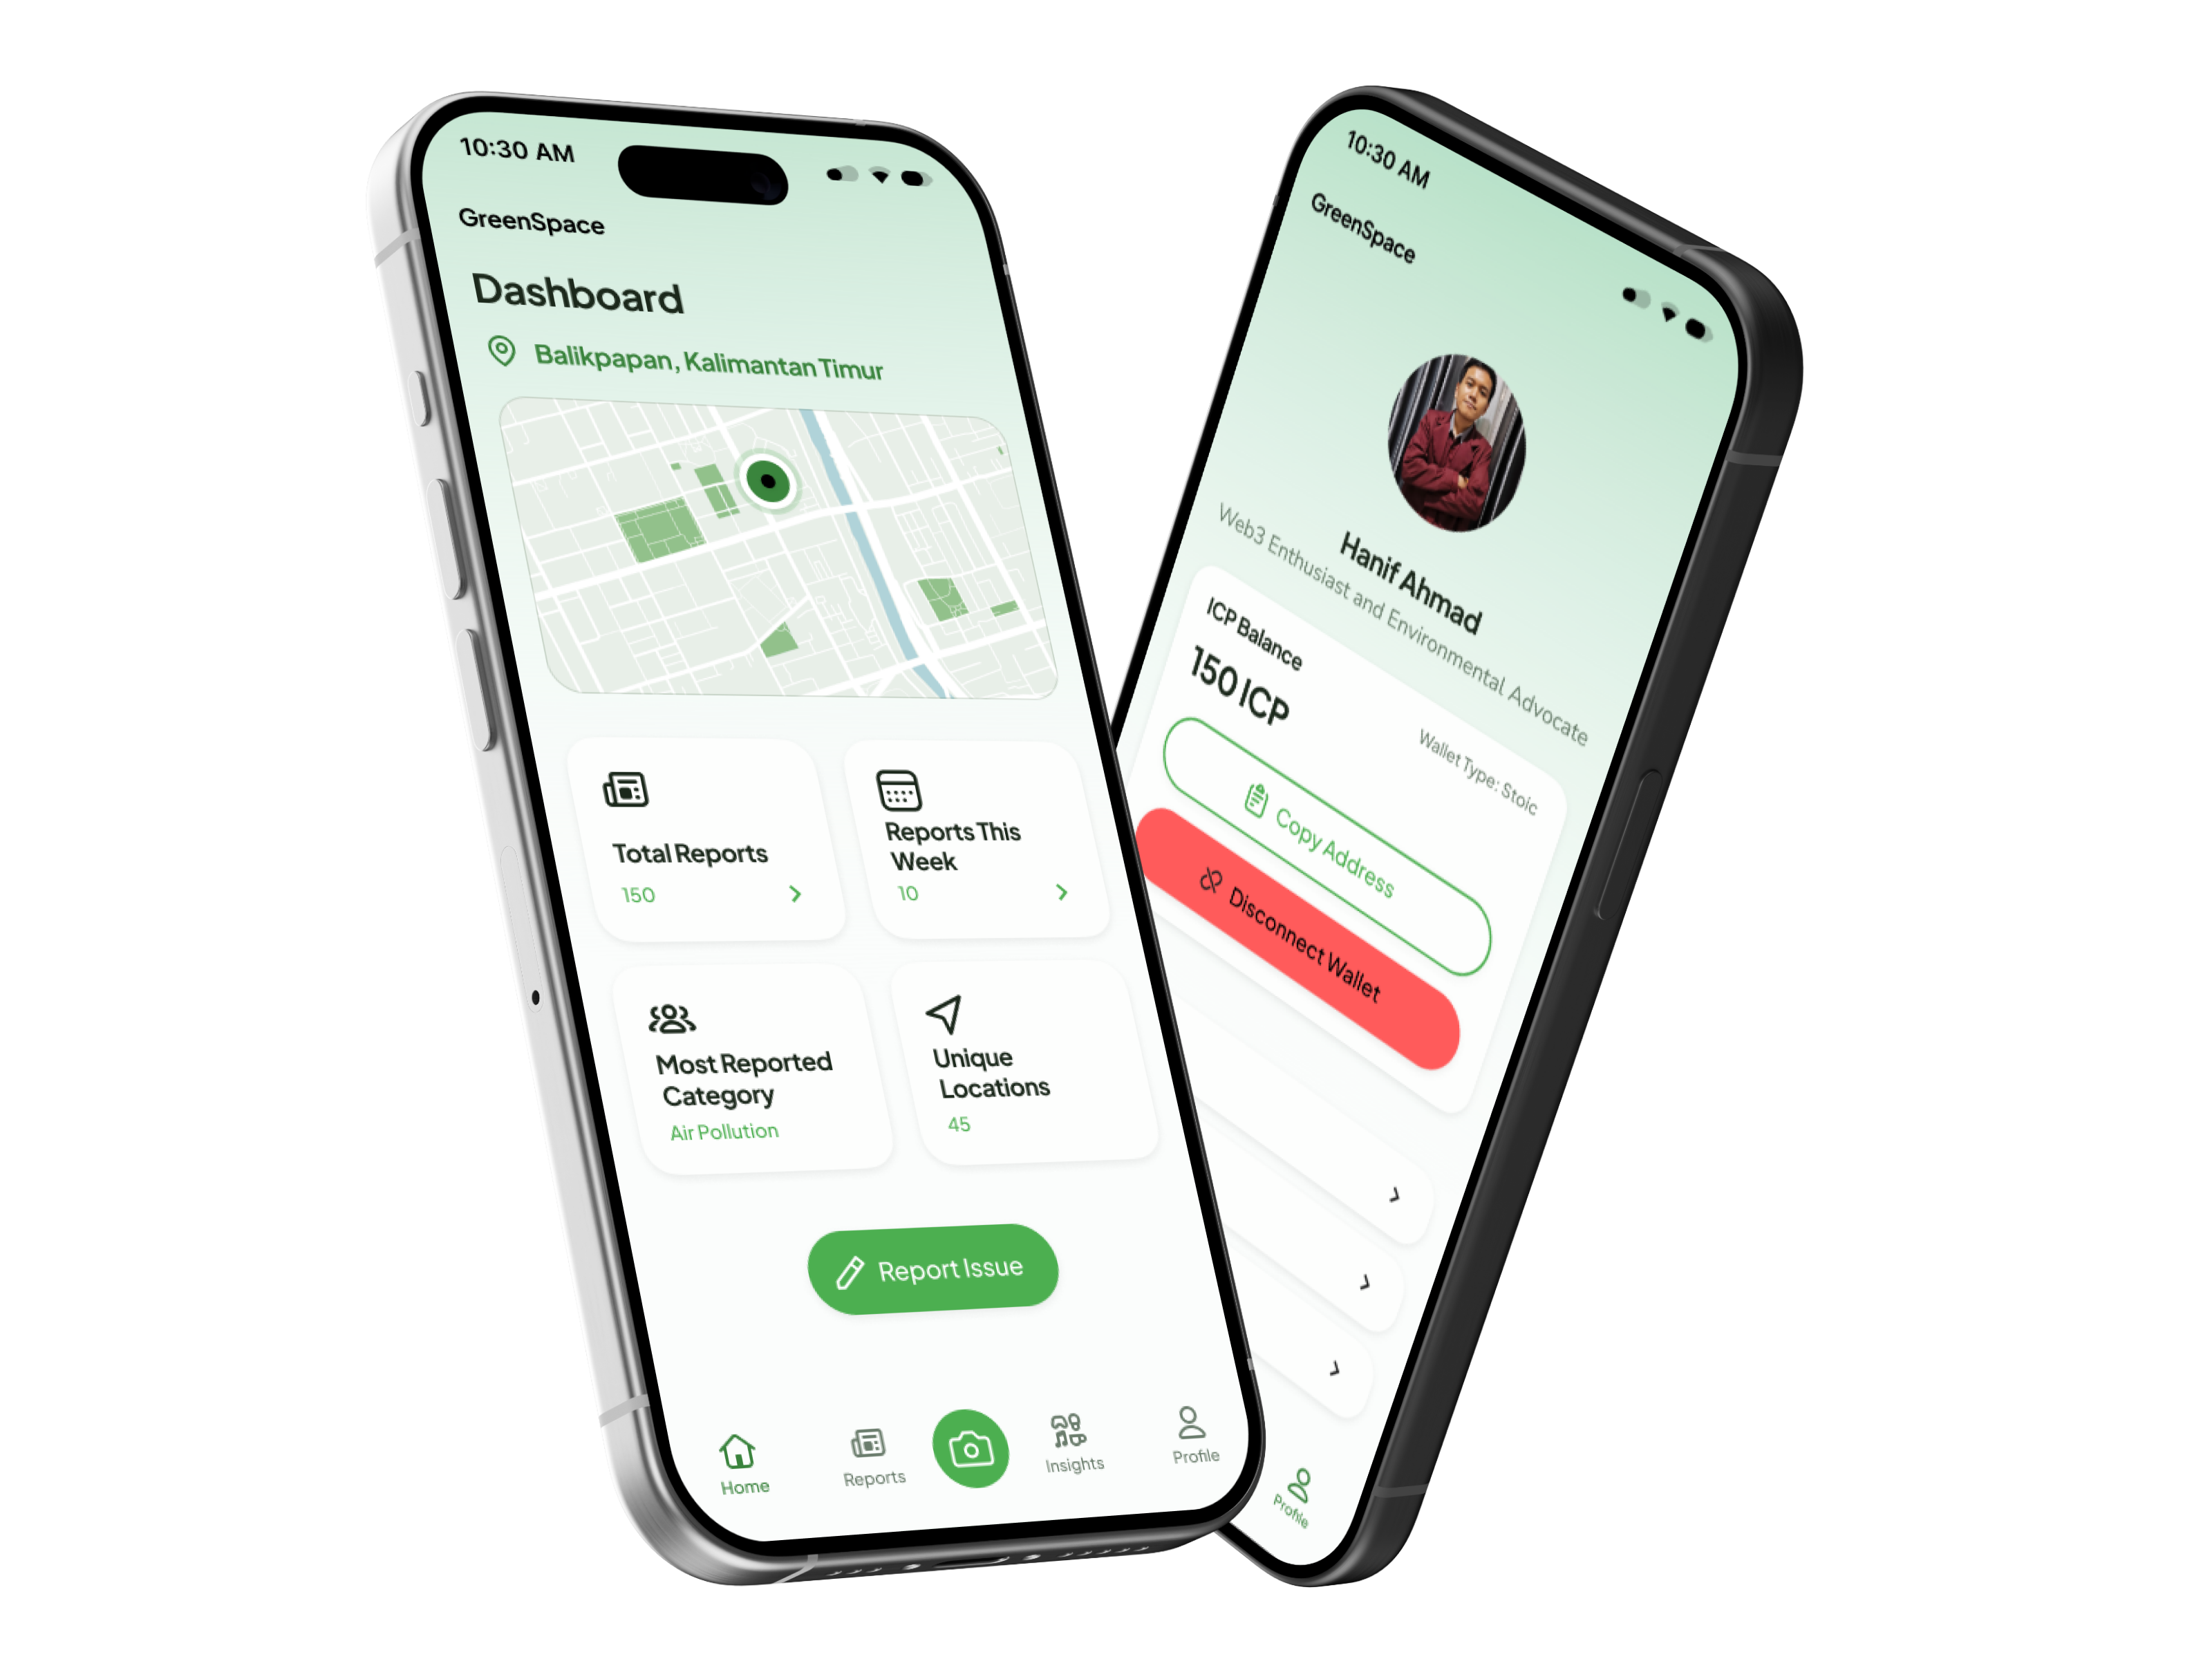 10:30 AM
GreenSpace
Dashboard
Balikpapan, Kalimantan Timur
Total Reports
150
Reports This
Week
10
Most Reported
Category
Air Pollution
Unique
Locations
45
Report Issue
Home
Reports
Insights
Profile
10:30 AM
GreenSpace
Hanif Ahmad
Web3 Enthusiast and Environmental Advocate
ICP Balance
150 ICP
Wallet Type: Stoic
Copy Address
Disconnect Wallet
Profile